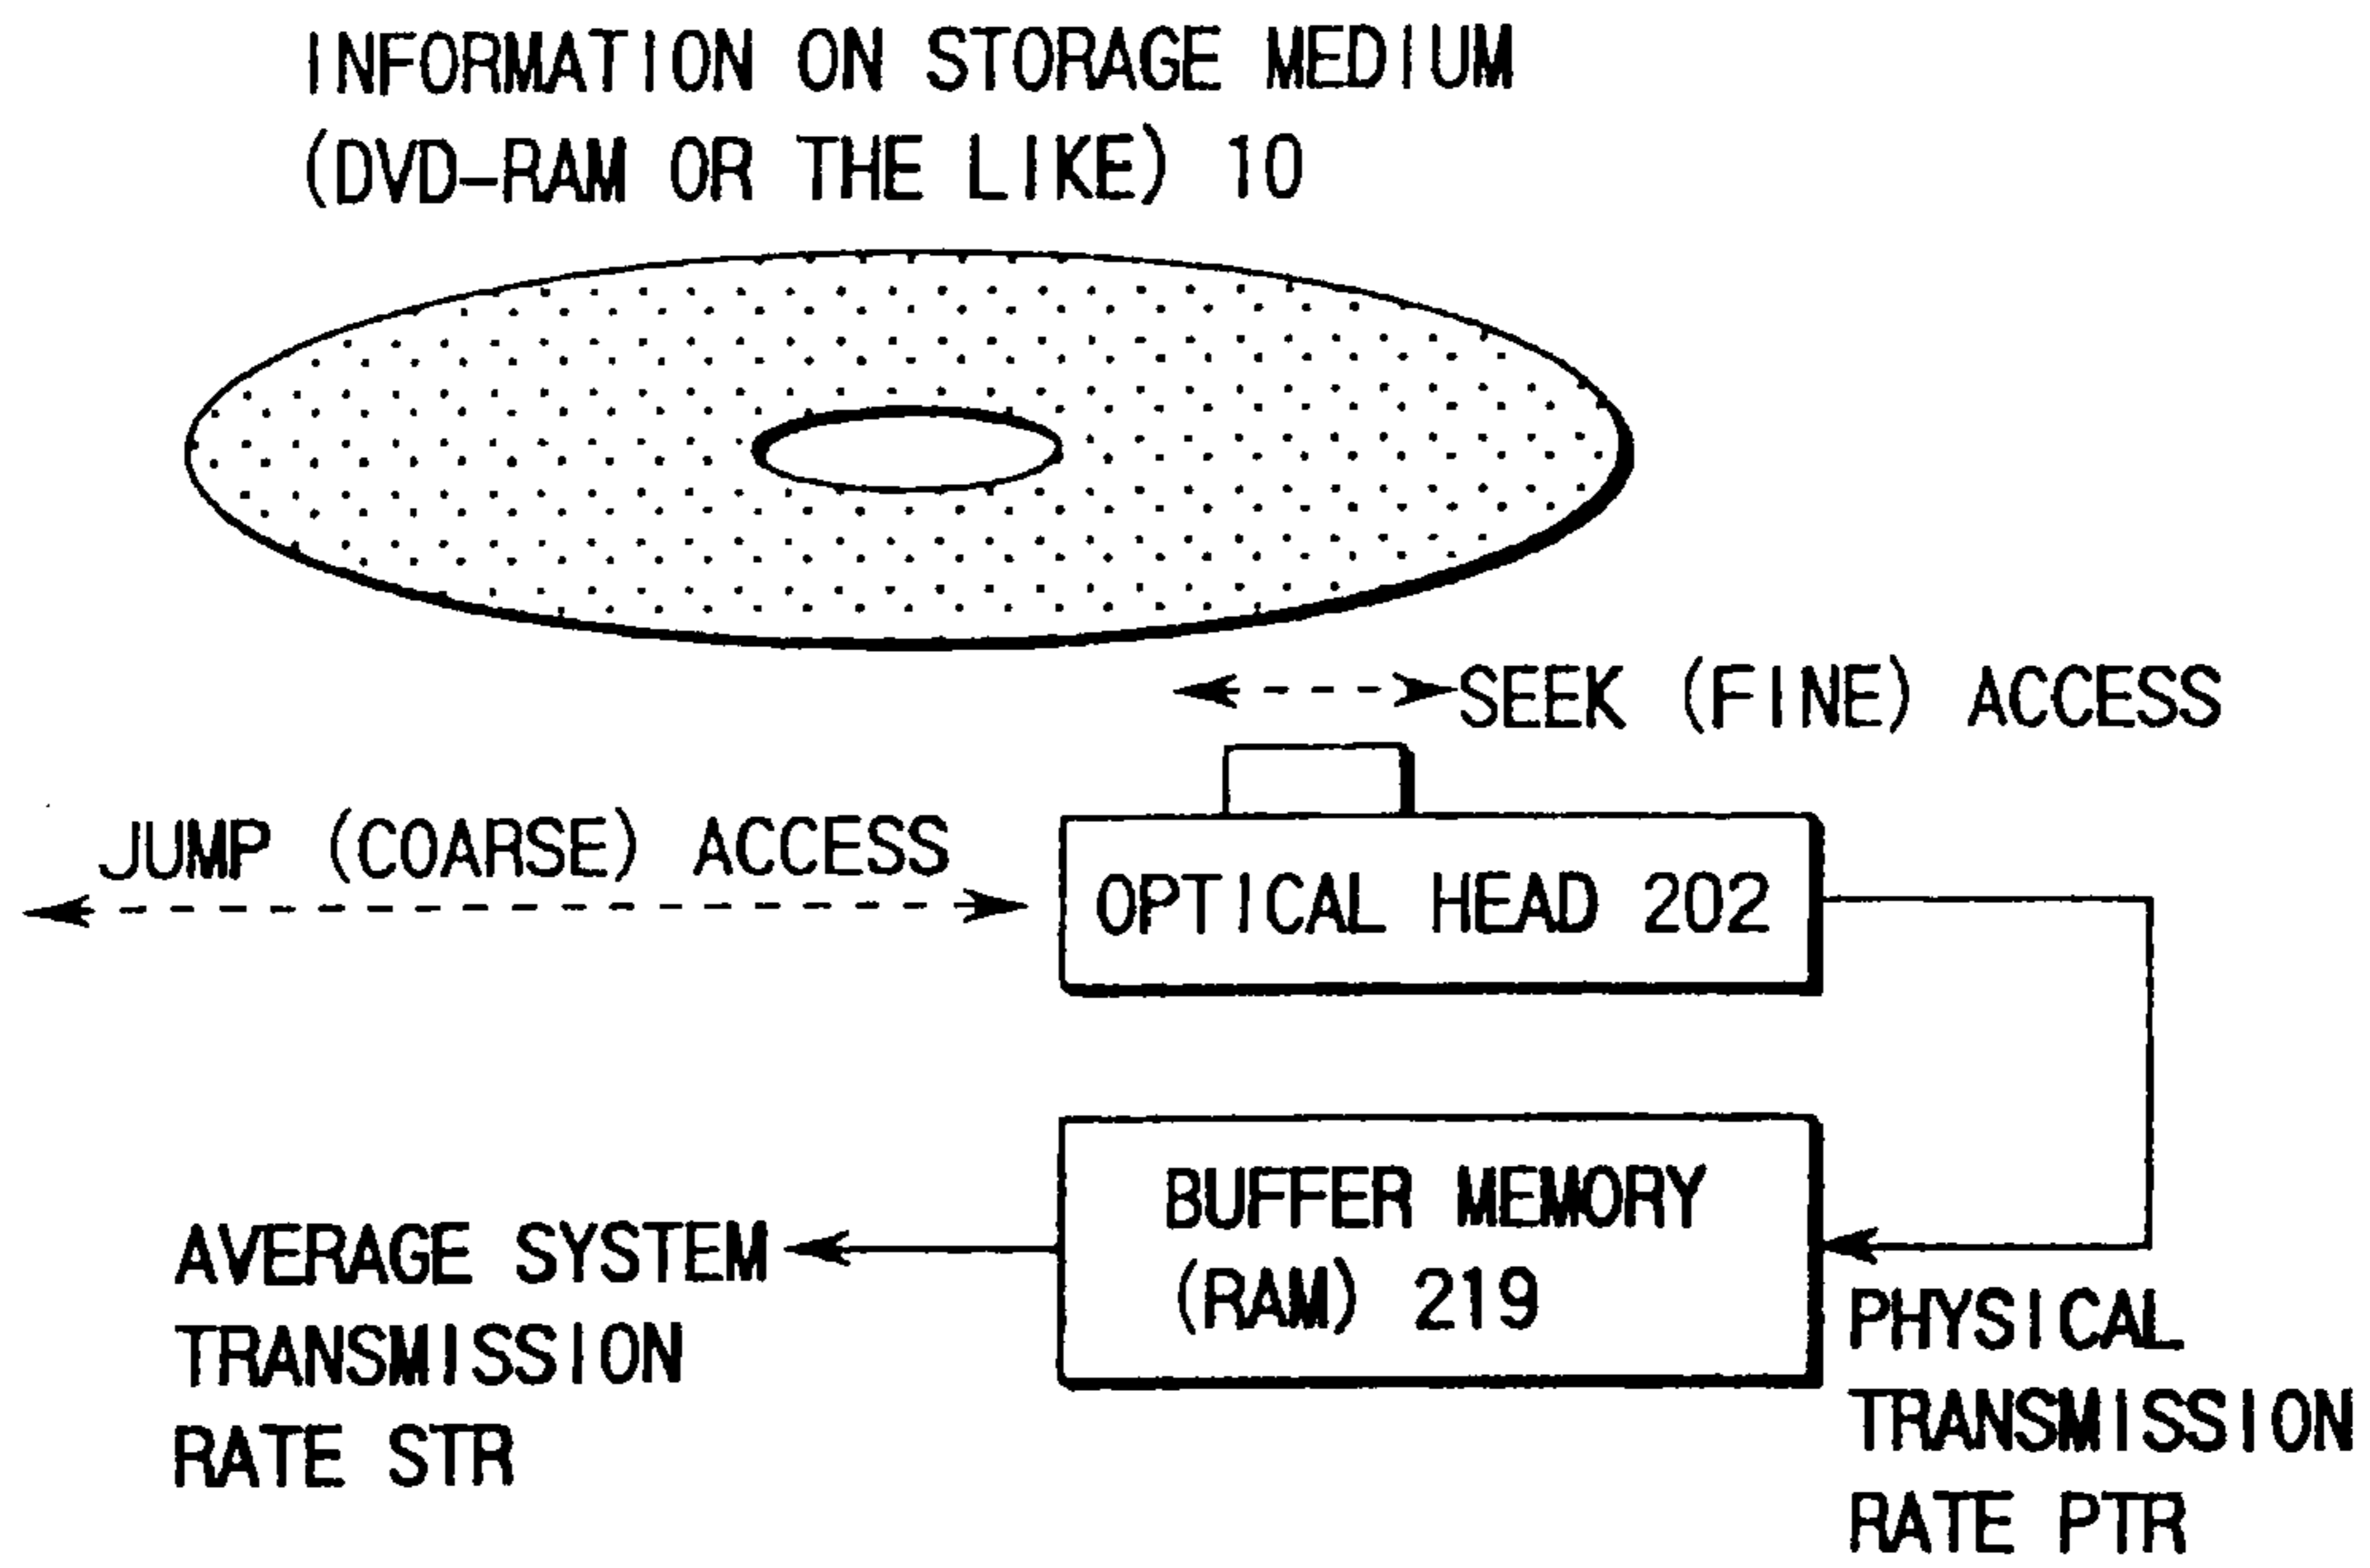 INFORMATION ON STORAGE MEDIUM
(DVD-RAM OR THE LIKE) 10
SEEK (FINE) ACCESS
JUMP (COARSE) ACCESS
OPTICAL HEAD 202
BUFFER MEMORY
(RAM) 219
AVERAGE SYSTEM
TRANSMISSION
RATE STR
PHYSICAL
TRANSMISSION
RATE PTR